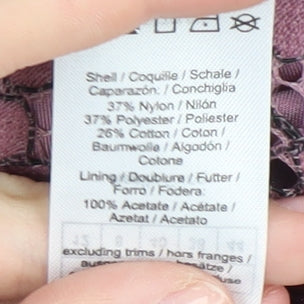 Shell / Coquille / Schale /
Caparazón. / Conchiglia
37% Nylon / Nilón
37% Polyester / Poliester
26% Cotton / Coton /
Baumwolle / Algodón /
Cotone
Lining / Doublure / Futter /
Forro / Fodera:
100% Acetate / Acétate /
Azetat / Acetato
excluding trims / hors franges /